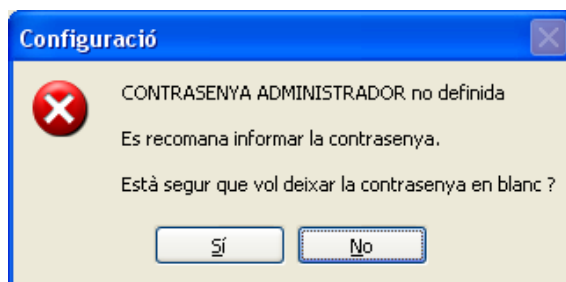 Configuració
CONTRASENYA ADMINISTRADOR no definida
Es recomana informar la contrasenya.
Està segur que vol deixar la contrasenya en blanc ?
Sí
No